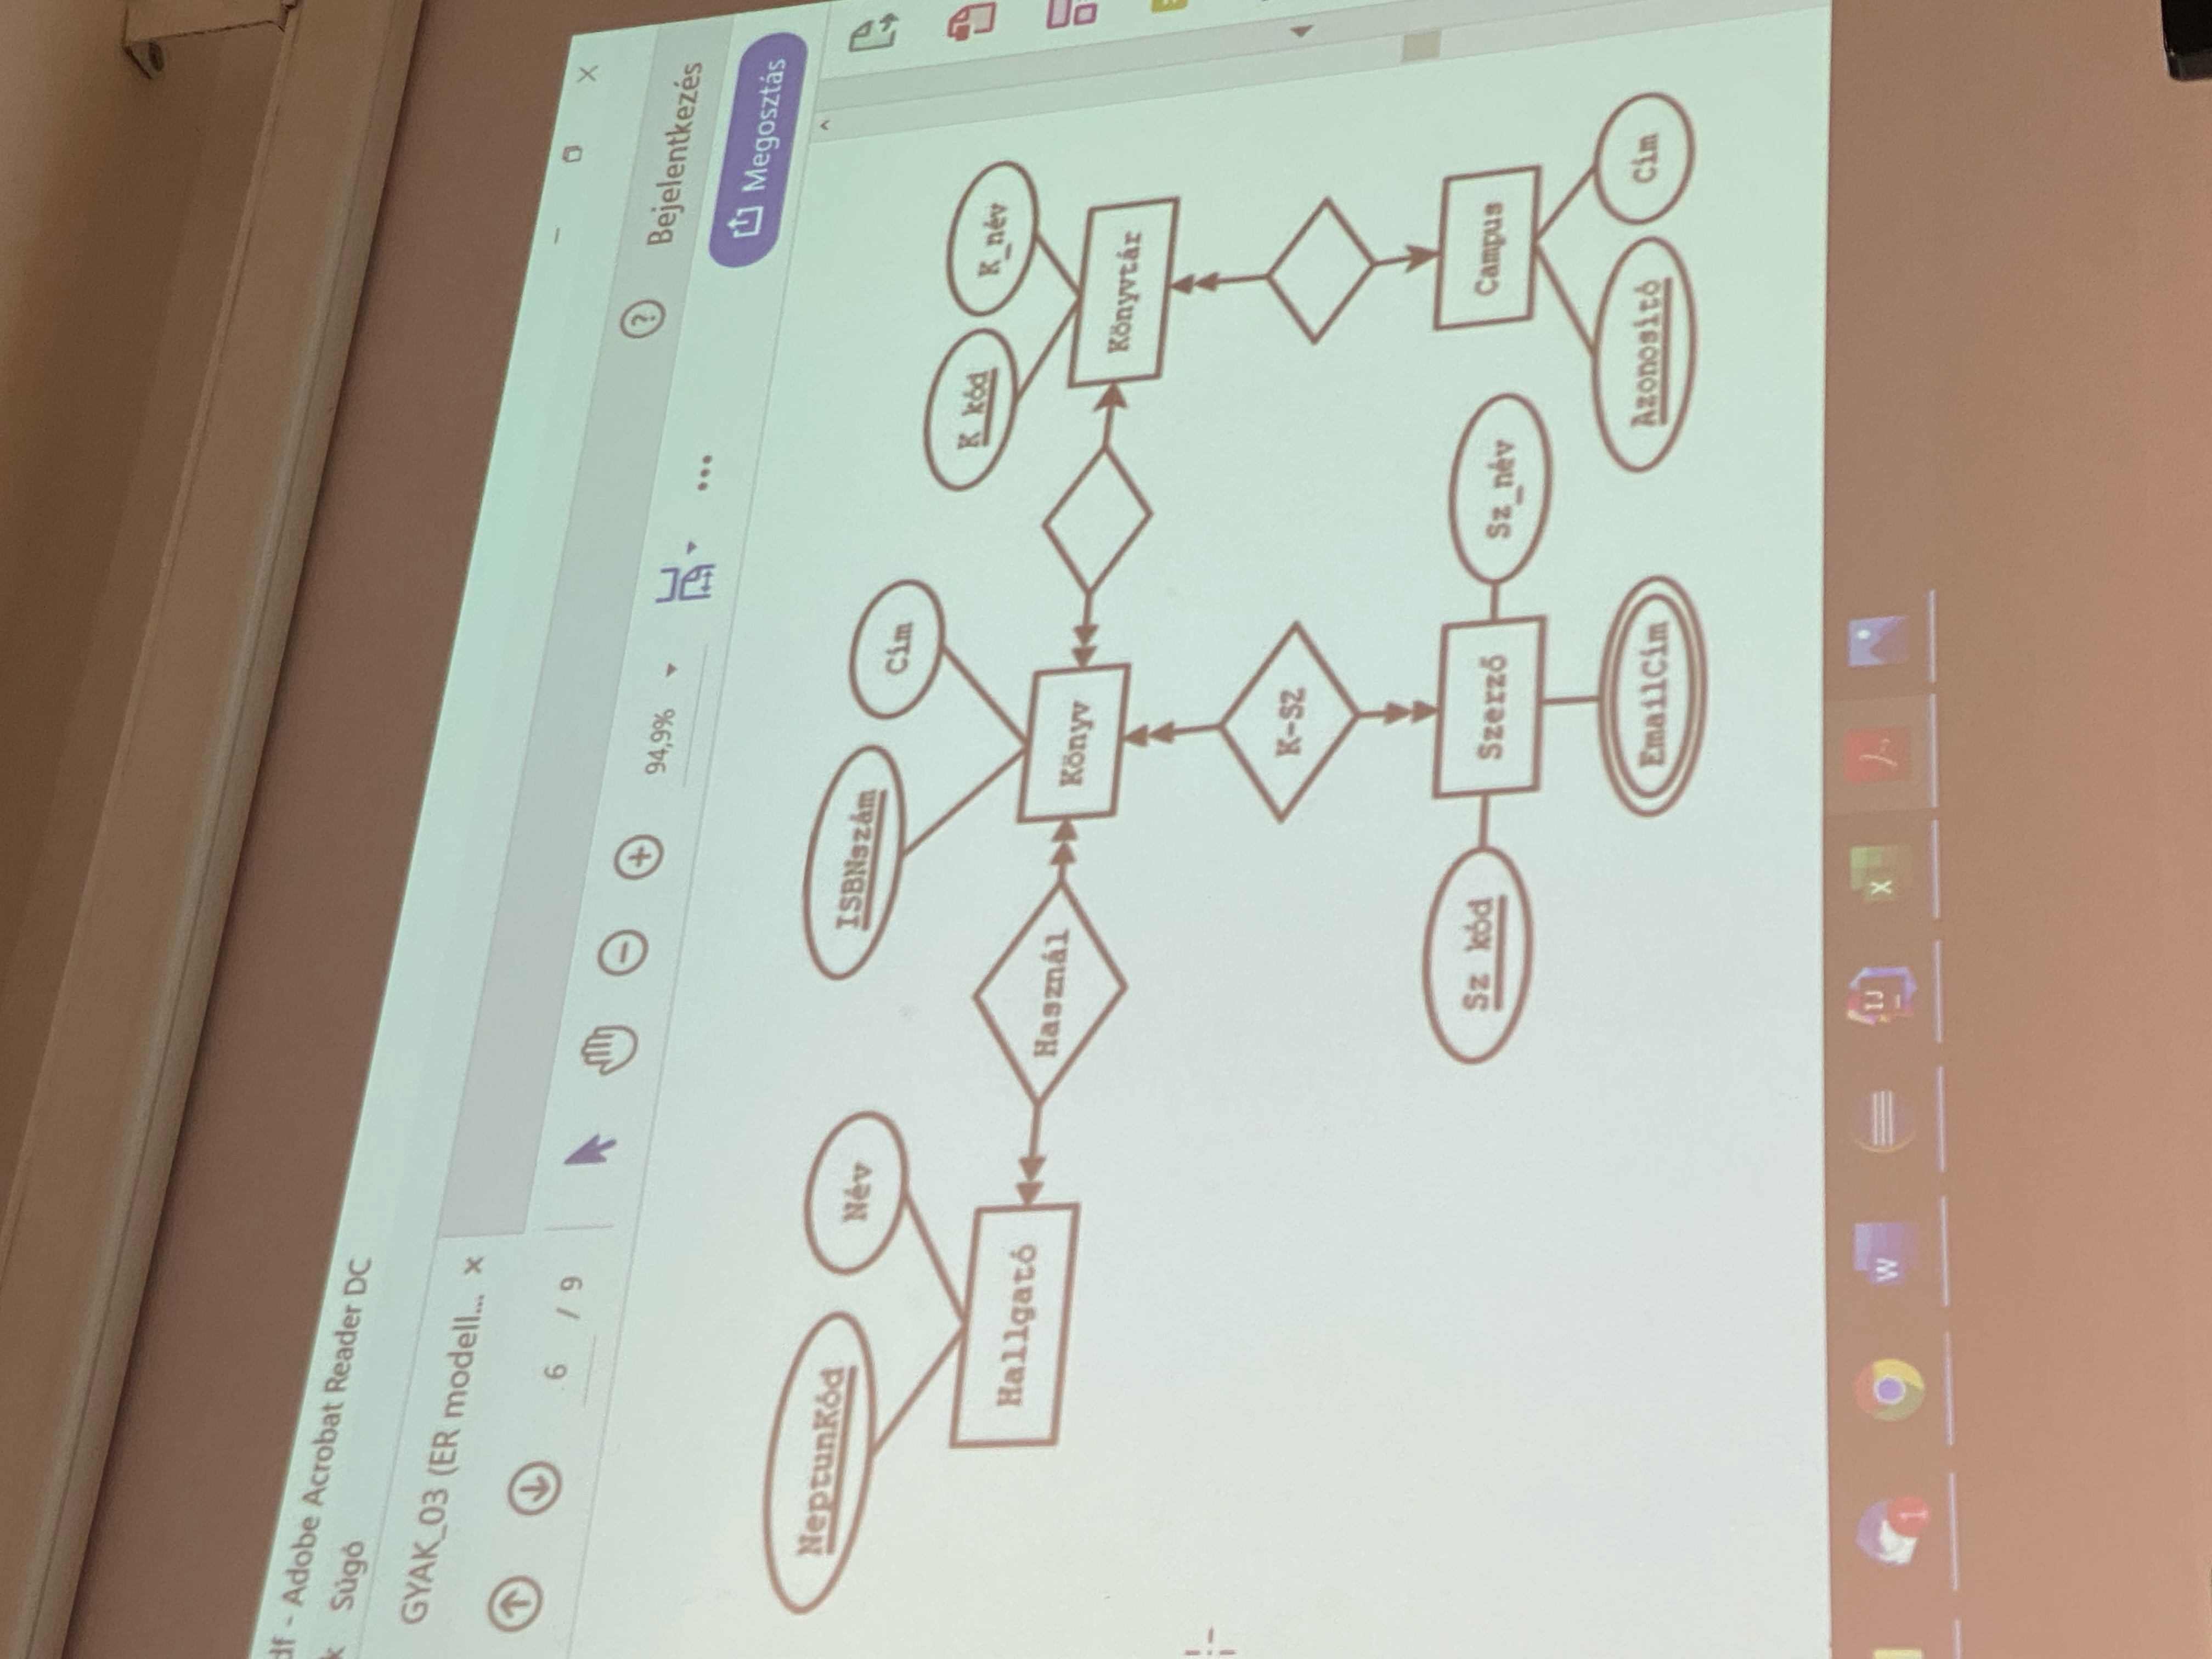 df - Adobe Acrobat Reader DC
k Súgó
GYAK_03 (ER modell... ×
6 / 9
94,9%
Bejelentkezés
Megosztás
NeptunKód
Név
ISBNszám
Cím
K_kód
K_név
Hallgató
Használ
Könyv
Könyvtár
K-SZ
Sz_kód
Szerző
Sz_név
Campus
EmailCím
Azonosító
Cím
1
W
IJ
X